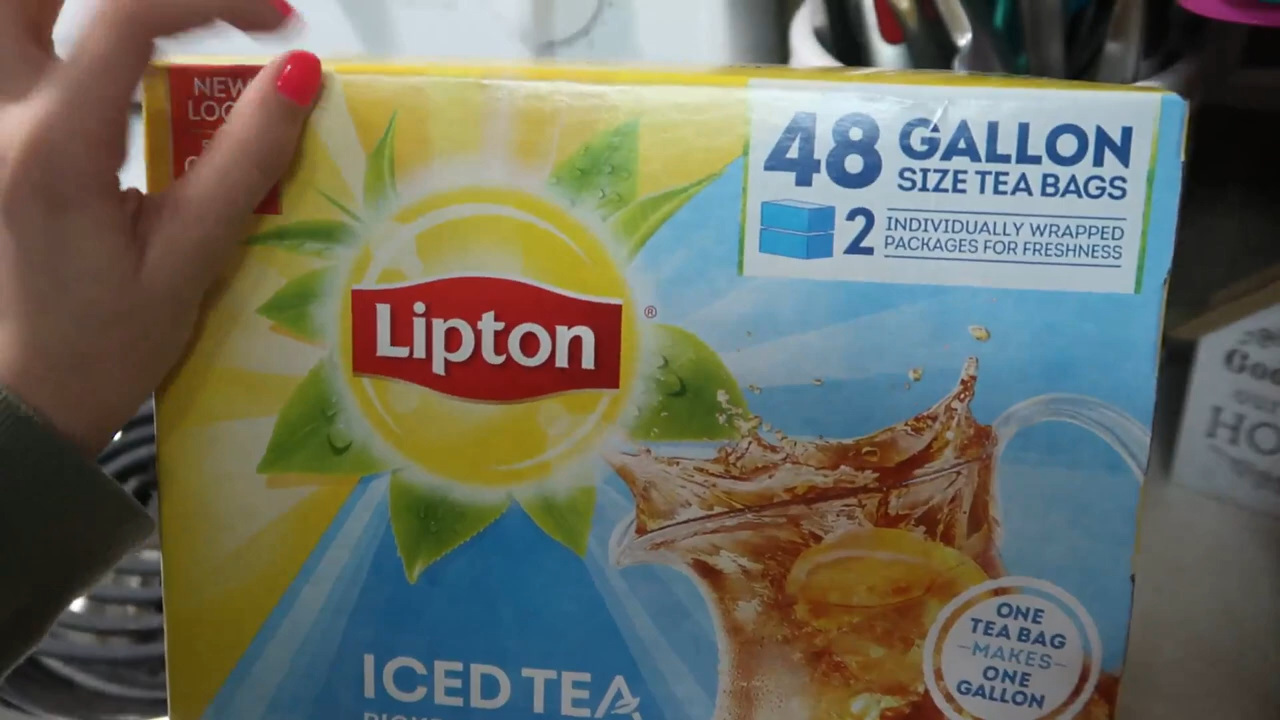 NEW
48 GALLON
SIZE TEA BAGS
2 INDIVIDUALLY WRAPPED
PACKAGES FOR FRESHNESS
Lipton
®
ONE
TEA BAG
-MAKES-
ONE
GALLON
ICED TEA